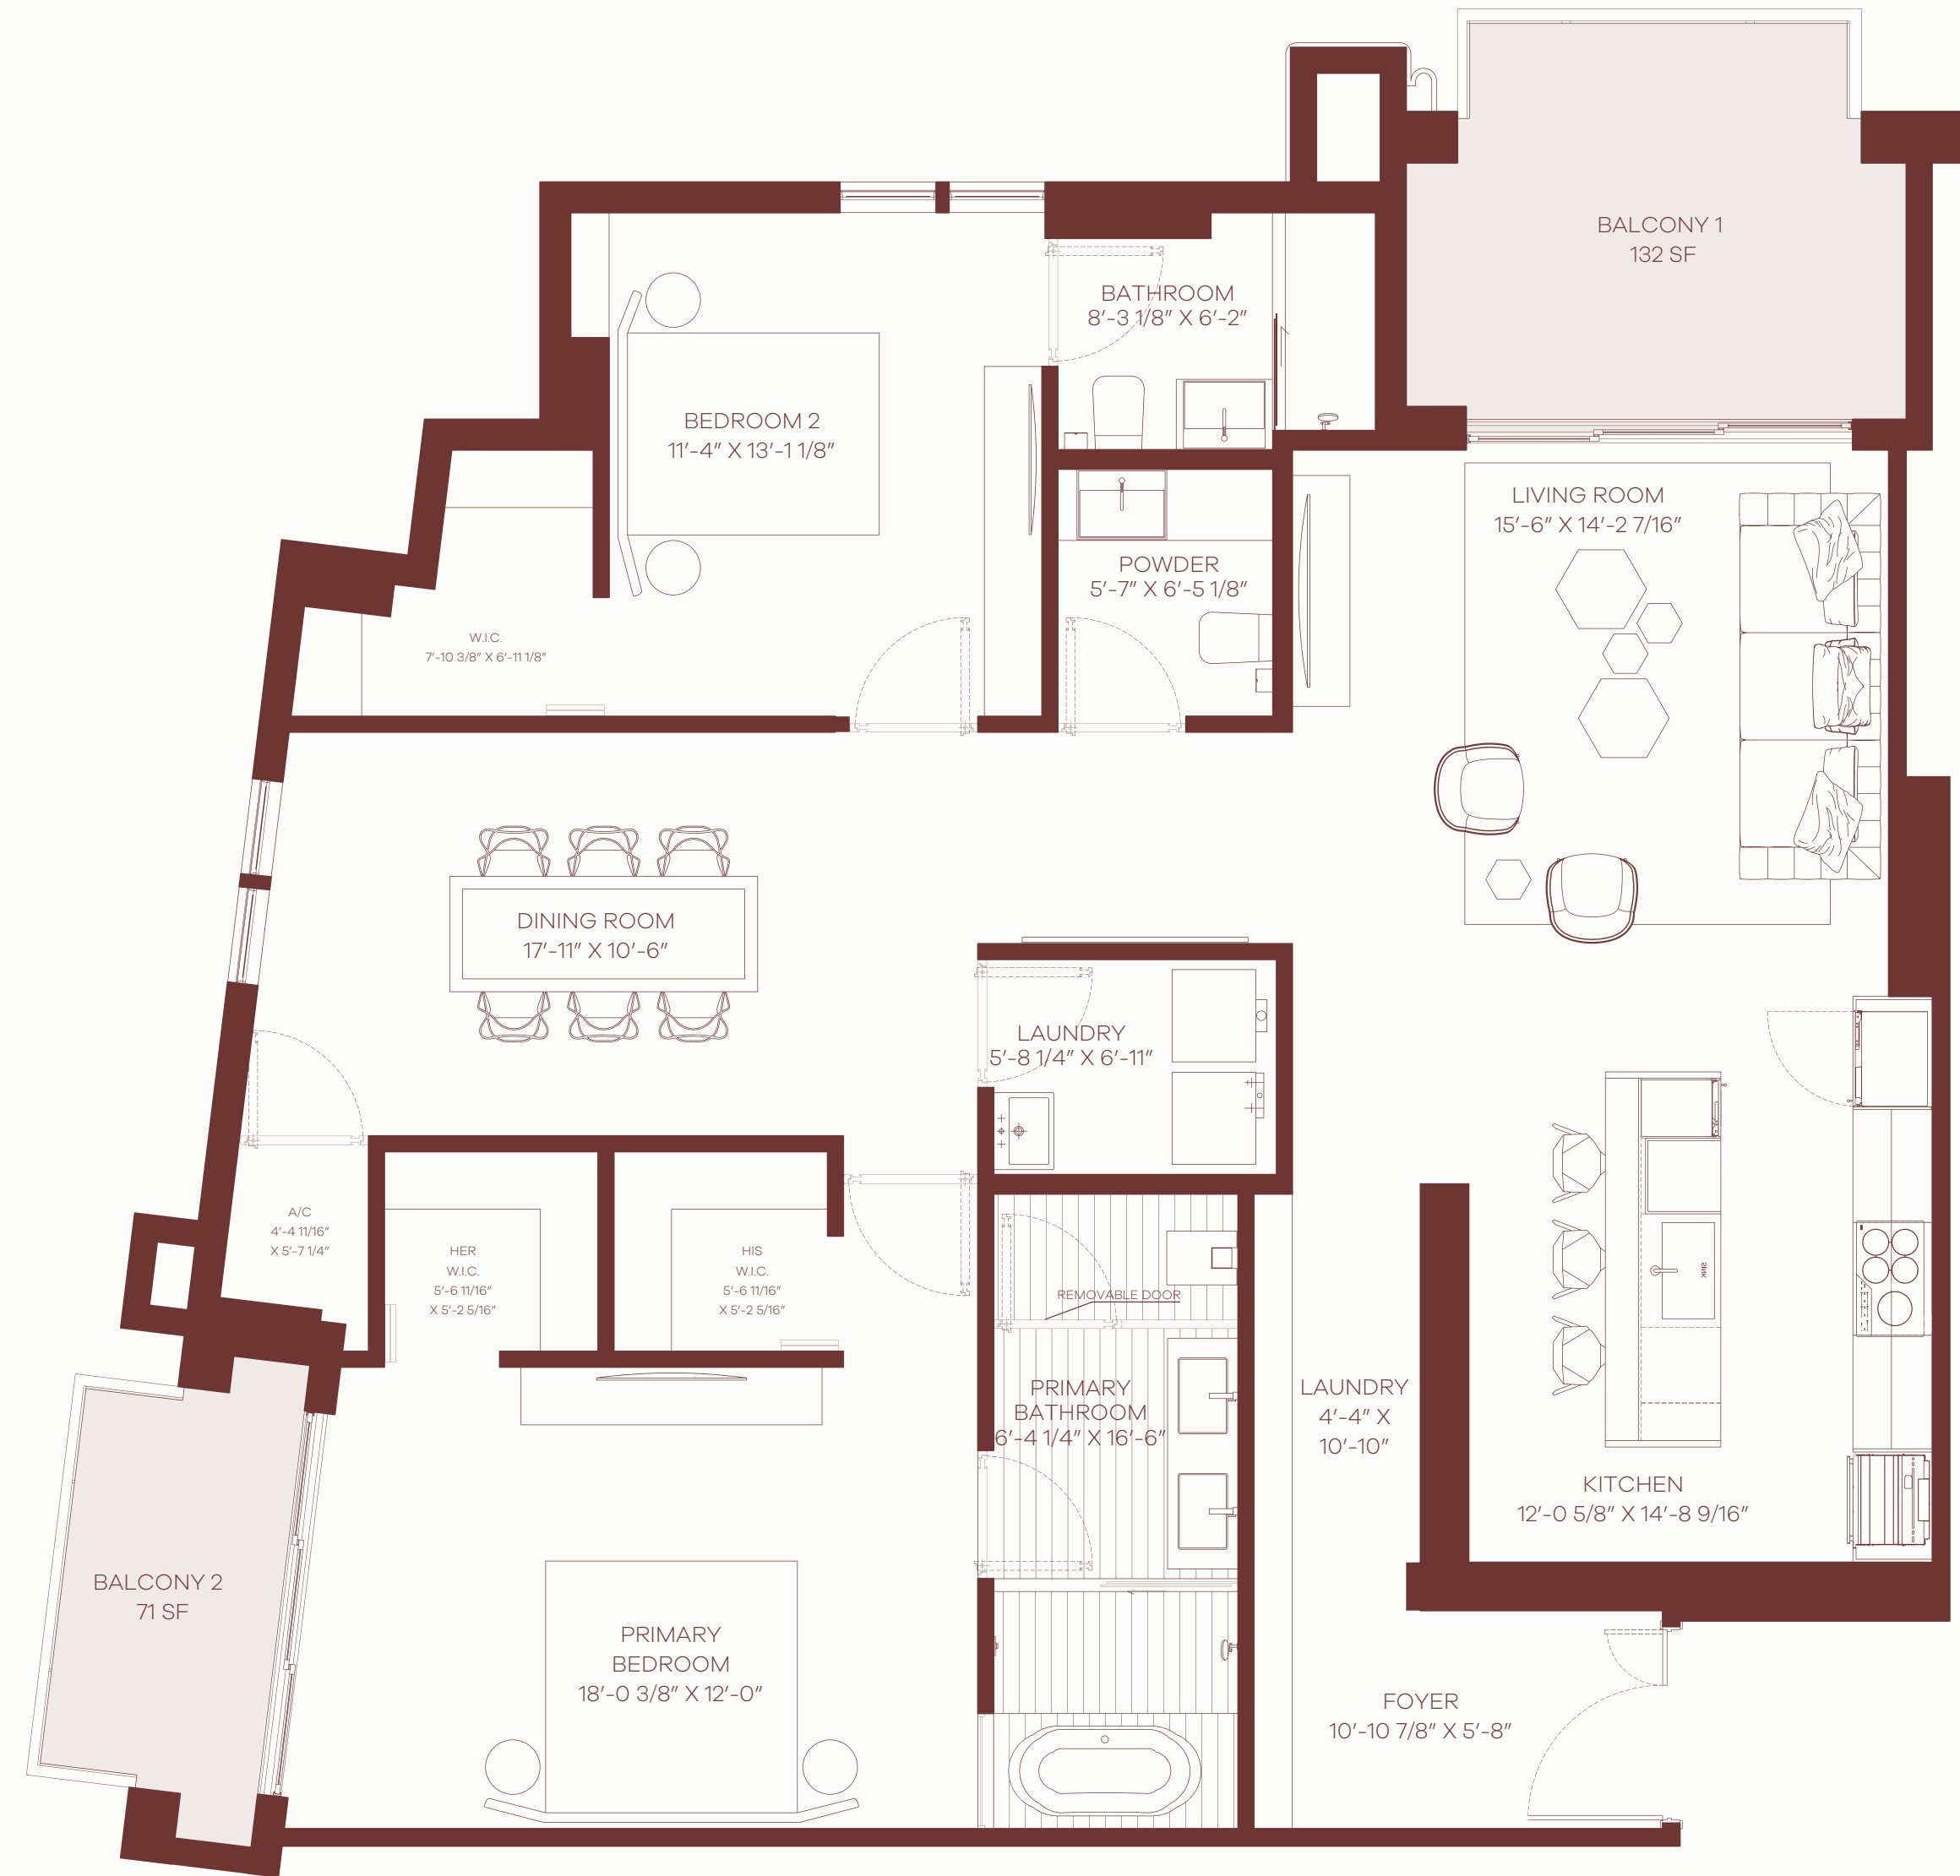 BALCONY 1
132 SF
BATHROOM
8’-3 1/8” X 6’-2”
BEDROOM 2
11’-4” X 13’-1 1/8”
LIVING ROOM
15’-6” X 14’-2 7/16”
POWDER
5’-7” X 6’-5 1/8”
W.I.C.
7’-10 3/8” X 6’-11 1/8”
DINING ROOM
17’-11” X 10’-6”
LAUNDRY
5’-8 1/4” X 6’-11”
A/C
4’-4 11/16”
X 5’-7 1/4”
HER
W.I.C.
5’-6 11/16”
X 5’-2 5/16”
HIS
W.I.C.
5’-6 11/16”
X 5’-2 5/16”
REMOVABLE DOOR
SINK
PRIMARY
BATHROOM
6’-4 1/4” X 16’-6”
LAUNDRY
4’-4” X
10’-10”
KITCHEN
12’-0 5/8” X 14’-8 9/16”
BALCONY 2
71 SF
PRIMARY
BEDROOM
18’-0 3/8” X 12’-0”
FOYER
10’-10 7/8” X 5’-8”